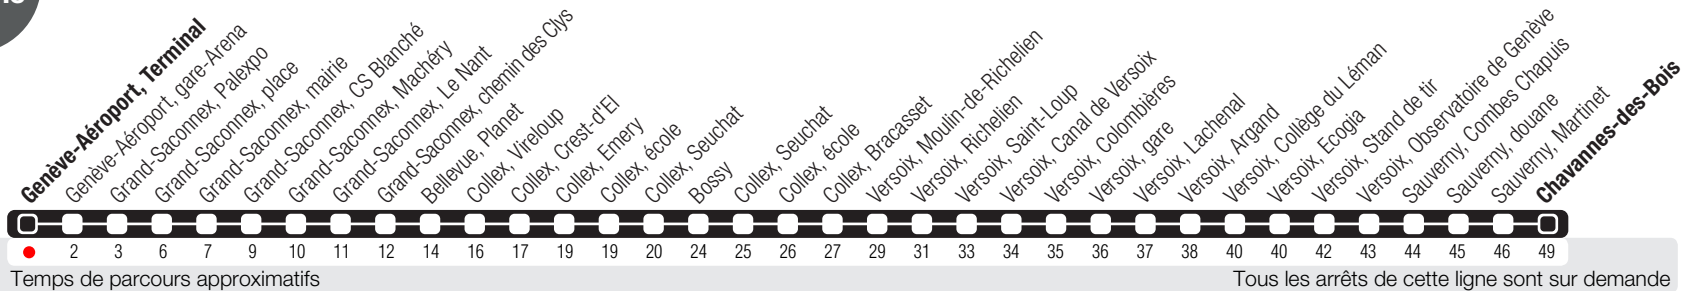 Genève-Aéroport, Terminal
Genève-Aéroport, gare-Arena
Grand-Saconnex, Palexpo
Grand-Saconnex, place
Grand-Saconnex, mairie
Grand-Saconnex, CS Blanché
Grand-Saconnex, Machéry
Grand-Saconnex, Le Nant
Grand-Saconnex, chemin des Clys
Bellevue, Planet
Collex, Vireloup
Collex, Crest-d'El
Collex, Emery
Collex, école
Collex, Seuchat
Bossy
Collex, Seuchat
Collex, école
Collex, Bracasset
Versoix, Moulin-de-Richelien
Versoix, Richelien
Versoix, Saint-Loup
Versoix, Canal de Versoix
Versoix, Colombières
Versoix, gare
Versoix, Lachenal
Versoix, Argand
Versoix, Collège du Léman
Versoix, Ecogia
Versoix, Stand de tir
Versoix, Observatoire de Genève
Sauverny, Combes Chapuis
Sauverny, douane
Sauverny, Martinet
Chavannes-des-Bois
2 3 6 7 9 10 11 12 14 16 17 19 19 20 24 25 26 27 29 31 33 34 35 36 37 38 40 40 42 43 44 45 46 49
Temps de parcours approximatifs
Tous les arrêts de cette ligne sont sur demande